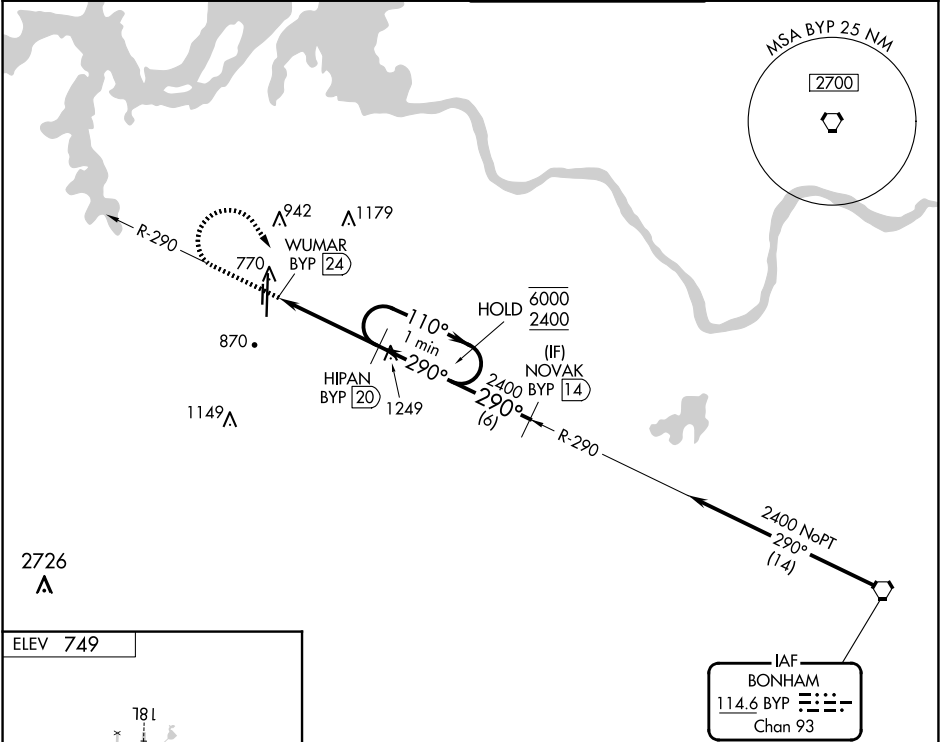 MSA BYP 25 NM
2700
942
1179
R-290
WUMAR
BYP 24
770
HOLD 6000
2400
110°
1 min
290°
870
(IF)
NOVAK
BYP 14
HIPAN
BYP 20
2400
290°
(6)
1249
1149
R-290
2400 NoPT
290°
(14)
2726
ELEV 749
IAF
BONHAM
114.6 BYP
Chan 93
18L
x